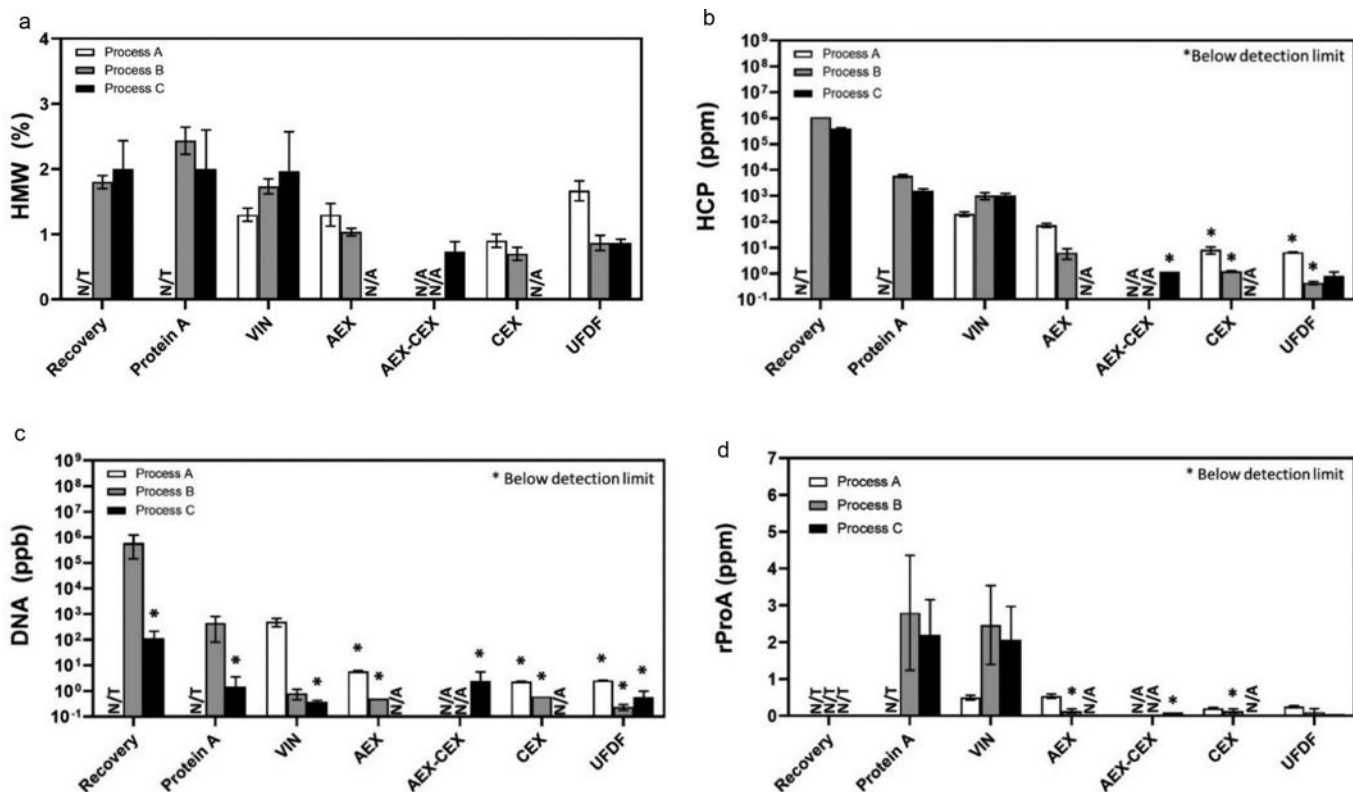 a
4
3
2
1
0
HMW (%)
Process A
Process B
Process C
N/T
N/T
N/A
N/A
N/A
N/A
Recovery
Protein A
VIN
AEX
AEX-CEX
CEX
UFDF
b
10⁹
10⁸
10⁷
10⁶
10⁵
10⁴
10³
10²
10¹
10⁰
10⁻¹
HCP (ppm)
Process A
Process B
Process C
*Below detection limit
N/T
N/T
N/A
N/A
N/A
*
*
*
N/A
*
*
Recovery
Protein A
VIN
AEX
AEX-CEX
CEX
UFDF
c
10⁹
10⁸
10⁷
10⁶
10⁵
10⁴
10³
10²
10¹
10⁰
10⁻¹
DNA (ppb)
Process A
Process B
Process C
* Below detection limit
N/T
*
N/T
*
*
*
*
N/A
N/A
N/A
*
*
*
N/A
*
*
*
Recovery
Protein A
VIN
AEX
AEX-CEX
CEX
UFDF
d
7
6
5
4
3
2
1
0
rProA (ppm)
Process A
Process B
Process C
* Below detection limit
N/T
N/T
N/T
N/T
*
N/A
N/A
N/A
*
*
N/A
Recovery
Protein A
VIN
AEX
AEX-CEX
CEX
UFDF